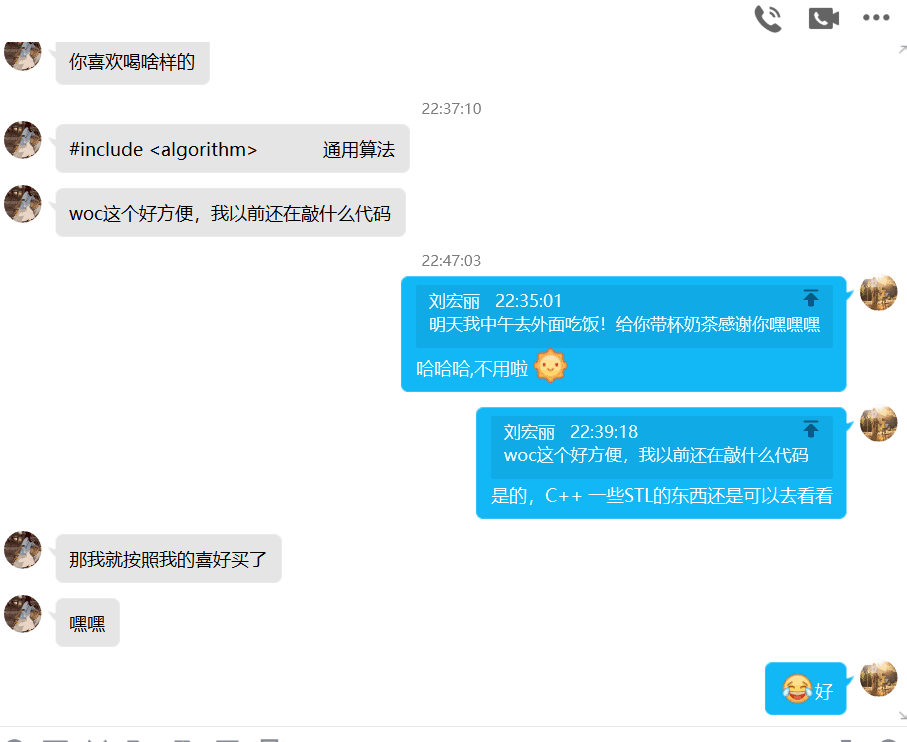 你喜欢喝啥样的
22:37:10
#include <algorithm> 通用算法
woc这个好方便，我以前还在敲什么代码
22:47:03
刘宏丽 22:35:01
明天我中午去外面吃饭！给你带杯奶茶感谢你嘿嘿嘿
哈哈哈,不用啦
刘宏丽 22:39:18
woc这个好方便，我以前还在敲什么代码
是的，C++ 一些STL的东西还是可以去看看
那我就按照我的喜好买了
嘿嘿
😂好